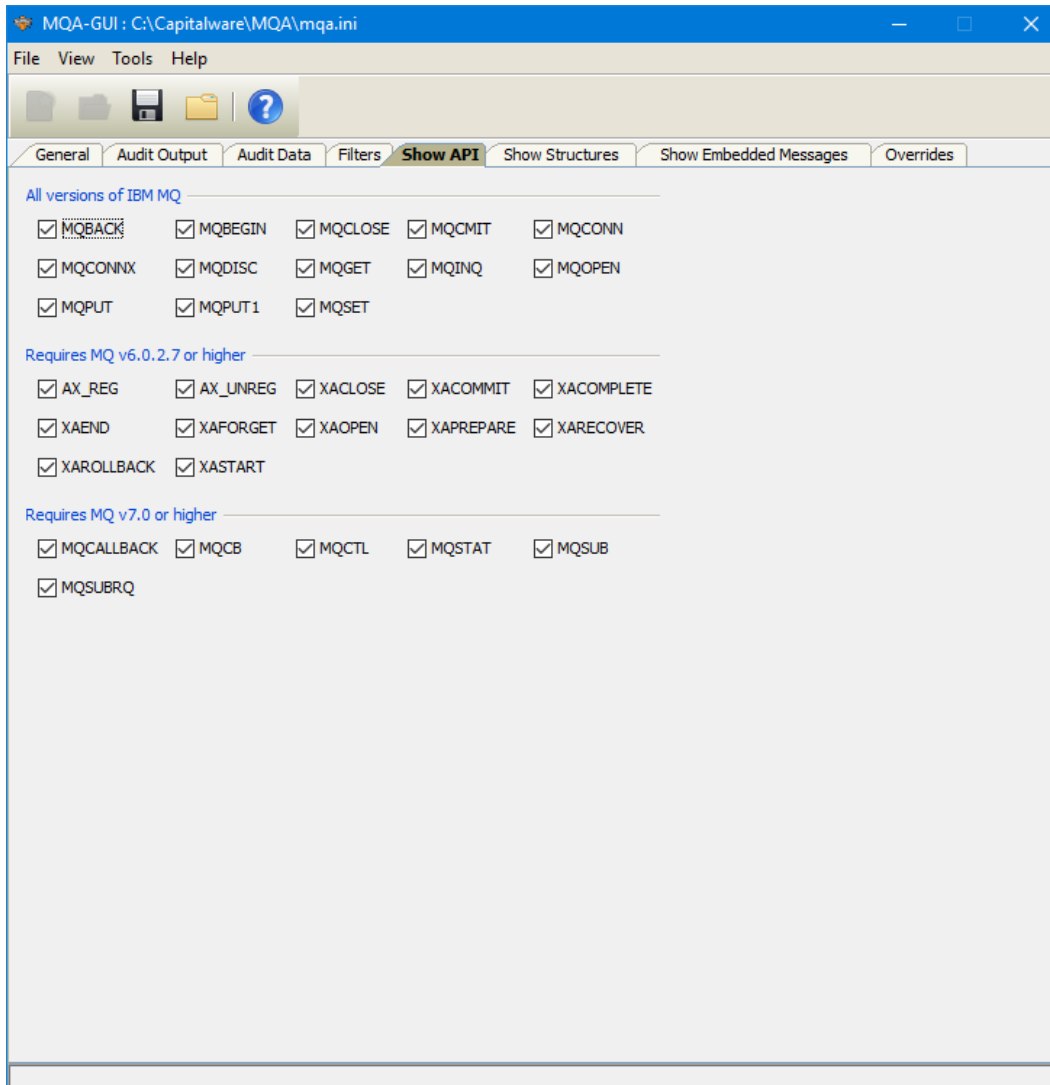 MQA-GUI : C:\Capitalware\MQA\mqa.ini
File View Tools Help
?
General Audit Output Audit Data Filters Show API Show Structures Show Embedded Messages Overrides
All versions of IBM MQ
MQBACK MQBEGIN MQCLOSE MQCMIT MQCONN
MQCONNX MQDISC MQGET MQINQ MQOPEN
MQPUT MQPUT1 MQSET
Requires MQ v6.0.2.7 or higher
AX_REG AX_UNREG XACLOSE XACOMMIT XACOMPLETE
XAEND XAFORGET XAOPEN XAPREPARE XARECOVER
XAROLLBACK XASTART
Requires MQ v7.0 or higher
MQCALLBACK MQCB MQCTL MQSTAT MQSUB
MQSUBRQ